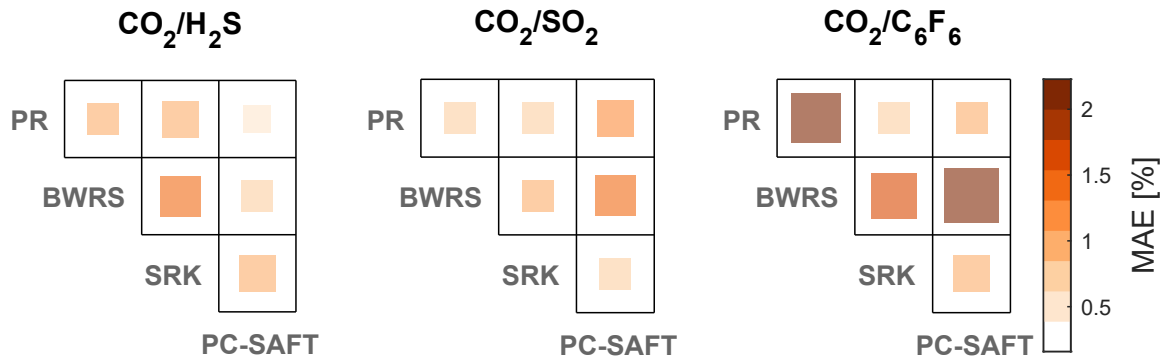 CO₂/H₂S
CO₂/SO₂
CO₂/C₆F₆
PR
BWRS
SRK
PC-SAFT
PR
BWRS
SRK
PC-SAFT
PR
BWRS
SRK
PC-SAFT
2
1.5
1
0.5
MAE [%]